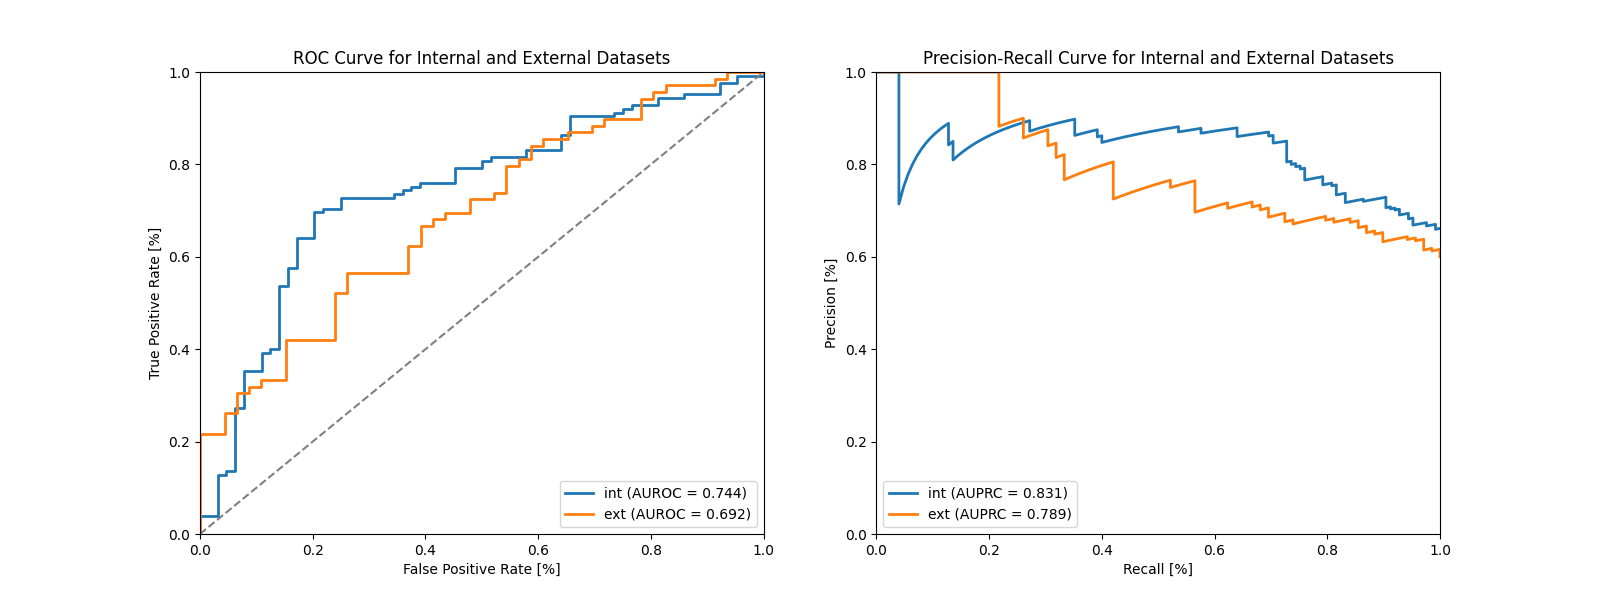 ROC Curve for Internal and External Datasets
1.0
0.8
0.6
0.4
0.2
0.0
True Positive Rate [%]
int (AUROC = 0.744)
ext (AUROC = 0.692)
0.0 0.2 0.4 0.6 0.8 1.0
False Positive Rate [%]
Precision-Recall Curve for Internal and External Datasets
1.0
0.8
0.6
0.4
0.2
0.0
Precision [%]
int (AUPRC = 0.831)
ext (AUPRC = 0.789)
0.0 0.2 0.4 0.6 0.8 1.0
Recall [%]